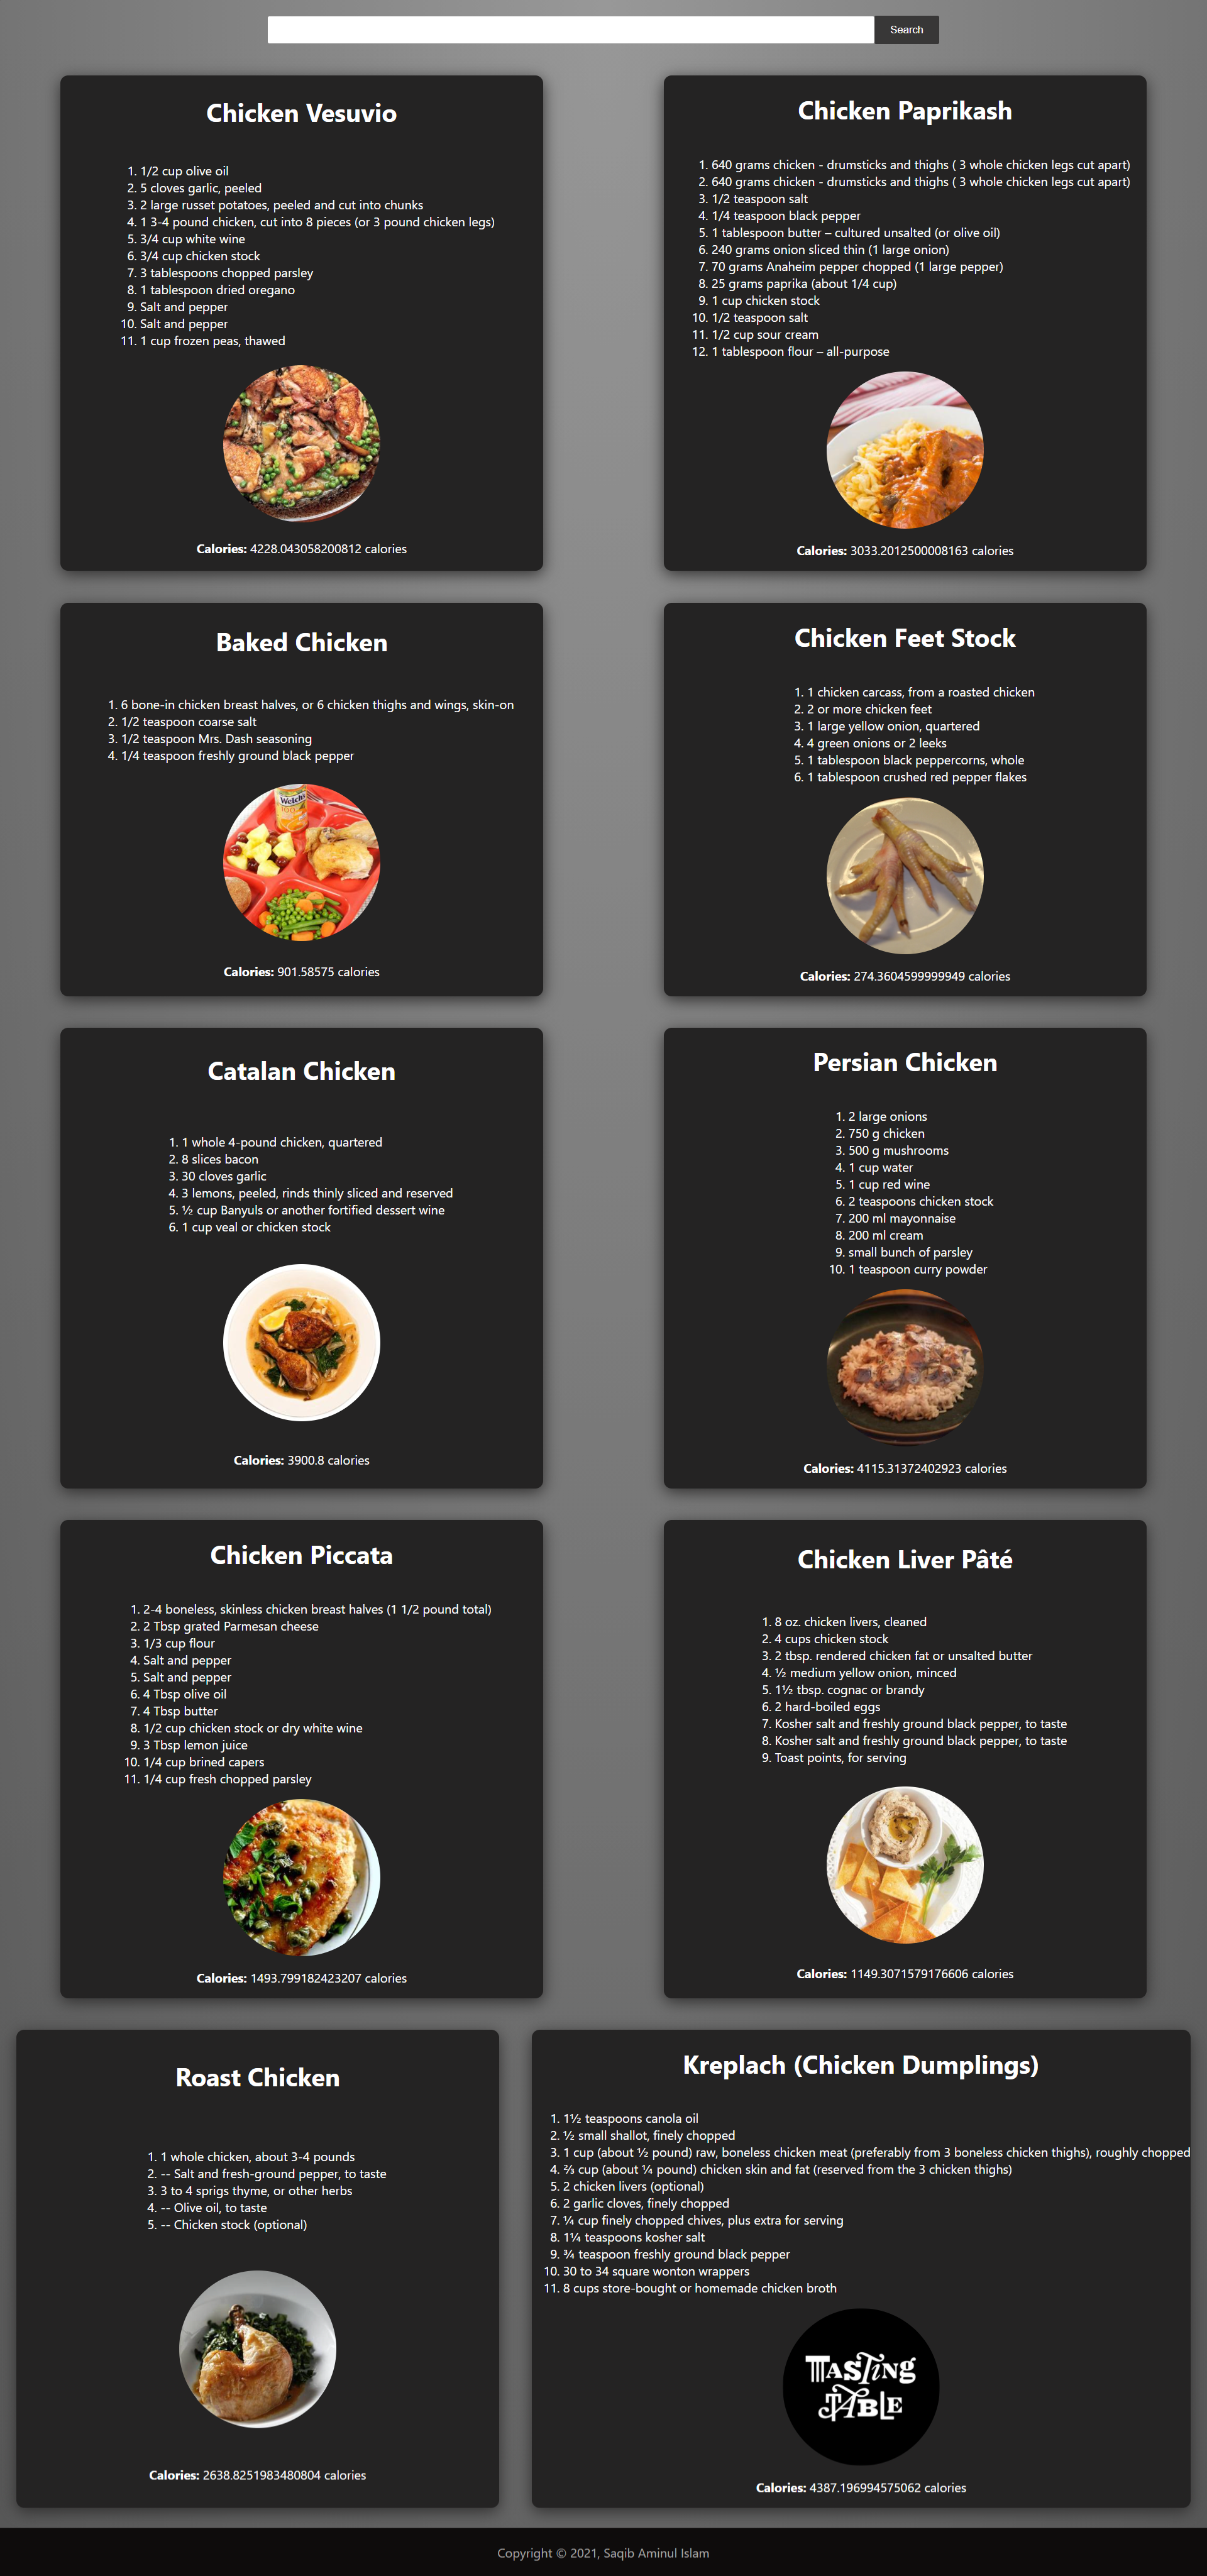 Search
Chicken Vesuvio
1. 1/2 cup olive oil
2. 5 cloves garlic, peeled
3. 2 large russet potatoes, peeled and cut into chunks
4. 1 3-4 pound chicken, cut into 8 pieces (or 3 pound chicken legs)
5. 3/4 cup white wine
6. 3/4 cup chicken stock
7. 3 tablespoons chopped parsley
8. 1 tablespoon dried oregano
9. Salt and pepper
10. Salt and pepper
11. 1 cup frozen peas, thawed
Calories: 4228.043058200812 calories
Chicken Paprikash
1. 640 grams chicken - drumsticks and thighs ( 3 whole chicken legs cut apart)
2. 640 grams chicken - drumsticks and thighs ( 3 whole chicken legs cut apart)
3. 1/2 teaspoon salt
4. 1/4 teaspoon black pepper
5. 1 tablespoon butter – cultured unsalted (or olive oil)
6. 240 grams onion sliced thin (1 large onion)
7. 70 grams Anaheim pepper chopped (1 large pepper)
8. 25 grams paprika (about 1/4 cup)
9. 1 cup chicken stock
10. 1/2 teaspoon salt
11. 1/2 cup sour cream
12. 1 tablespoon flour – all-purpose
Calories: 3033.2012500008163 calories
Baked Chicken
1. 6 bone-in chicken breast halves, or 6 chicken thighs and wings, skin-on
2. 1/2 teaspoon coarse salt
3. 1/2 teaspoon Mrs. Dash seasoning
4. 1/4 teaspoon freshly ground black pepper
Welch's
100
Calories: 901.58575 calories
Chicken Feet Stock
1. 1 chicken carcass, from a roasted chicken
2. 2 or more chicken feet
3. 1 large yellow onion, quartered
4. 4 green onions or 2 leeks
5. 1 tablespoon black peppercorns, whole
6. 1 tablespoon crushed red pepper flakes
Calories: 274.3604599999949 calories
Catalan Chicken
1. 1 whole 4-pound chicken, quartered
2. 8 slices bacon
3. 30 cloves garlic
4. 3 lemons, peeled, rinds thinly sliced and reserved
5. ½ cup Banyuls or another fortified dessert wine
6. 1 cup veal or chicken stock
Calories: 3900.8 calories
Persian Chicken
1. 2 large onions
2. 750 g chicken
3. 500 g mushrooms
4. 1 cup water
5. 1 cup red wine
6. 2 teaspoons chicken stock
7. 200 ml mayonnaise
8. 200 ml cream
9. small bunch of parsley
10. 1 teaspoon curry powder
Calories: 4115.31372402923 calories
Chicken Piccata
1. 2-4 boneless, skinless chicken breast halves (1 1/2 pound total)
2. 2 Tbsp grated Parmesan cheese
3. 1/3 cup flour
4. Salt and pepper
5. Salt and pepper
6. 4 Tbsp olive oil
7. 4 Tbsp butter
8. 1/2 cup chicken stock or dry white wine
9. 3 Tbsp lemon juice
10. 1/4 cup brined capers
11. 1/4 cup fresh chopped parsley
Calories: 1493.799182423207 calories
Chicken Liver Pâté
1. 8 oz. chicken livers, cleaned
2. 4 cups chicken stock
3. 2 tbsp. rendered chicken fat or unsalted butter
4. ½ medium yellow onion, minced
5. 1½ tbsp. cognac or brandy
6. 2 hard-boiled eggs
7. Kosher salt and freshly ground black pepper, to taste
8. Kosher salt and freshly ground black pepper, to taste
9. Toast points, for serving
Calories: 1149.3071579176606 calories
Roast Chicken
1. 1 whole chicken, about 3-4 pounds
2. -- Salt and fresh-ground pepper, to taste
3. 3 to 4 sprigs thyme, or other herbs
4. -- Olive oil, to taste
5. -- Chicken stock (optional)
Calories: 2638.8251983480804 calories
Kreplach (Chicken Dumplings)
1. 1½ teaspoons canola oil
2. ½ small shallot, finely chopped
3. 1 cup (about ½ pound) raw, boneless chicken meat (preferably from 3 boneless chicken thighs), roughly chopped
4. ⅔ cup (about ¼ pound) chicken skin and fat (reserved from the 3 chicken thighs)
5. 2 chicken livers (optional)
6. 2 garlic cloves, finely chopped
7. ¼ cup finely chopped chives, plus extra for serving
8. 1¼ teaspoons kosher salt
9. ¾ teaspoon freshly ground black pepper
10. 30 to 34 square wonton wrappers
11. 8 cups store-bought or homemade chicken broth
TASTING
TABLE
Calories: 4387.196994575062 calories
Copyright © 2021, Saqib Aminul Islam